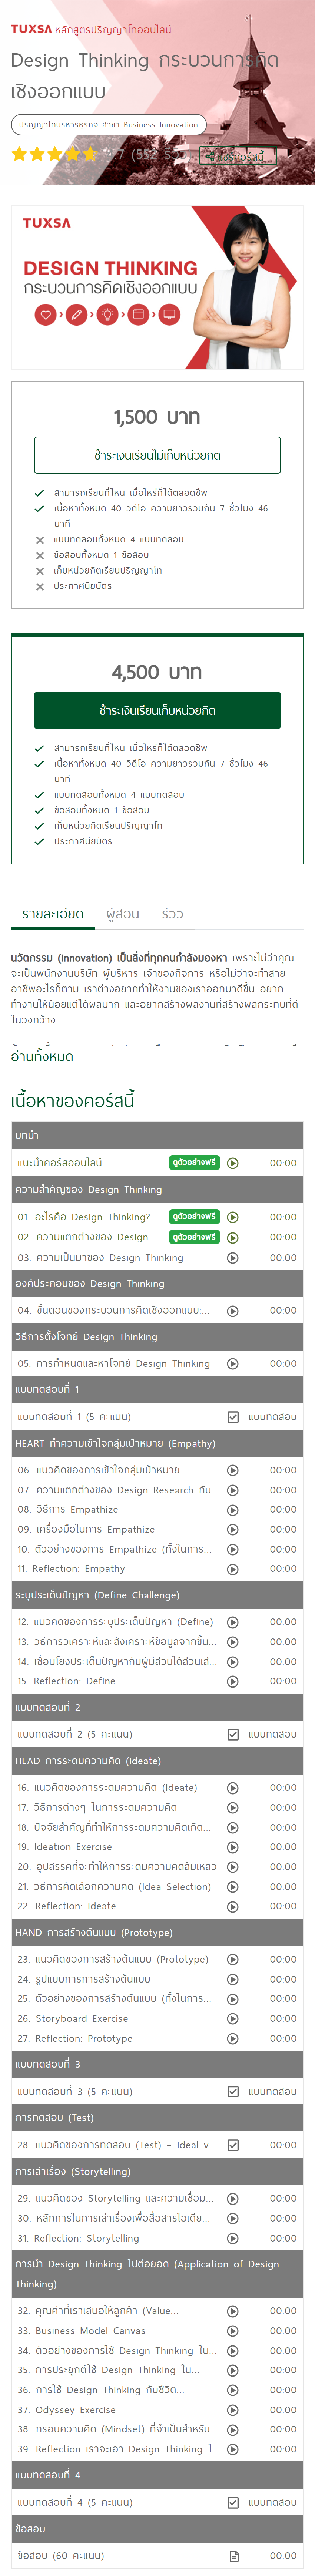 TUXSA หลักสูตรปริญญาโทออนไลน์
Design Thinking กระบวนการคิด
เชิงออกแบบ
ปริญญาโทบริหารธุรกิจ สาขา Business Innovation
TUXSA
DESIGN THINKING
กระบวนการคิดเชิงออกแบบ
1,500 บาท
ชำระเงินเรียนไม่เก็บหน่วยกิต
สามารถเรียนที่ไหน เมื่อไหร่ก็ได้ตลอดชีพ
เนื้อหาทั้งหมด 40 วิดีโอ ความยาวรวมกัน 7 ชั่วโมง 46
นาที
แบบทดสอบทั้งหมด 4 แบบทดสอบ
ข้อสอบทั้งหมด 1 ข้อสอบ
เก็บหน่วยกิตเรียนปริญญาโท
ประกาศนียบัตร
4,500 บาท
ชำระเงินเรียนเก็บหน่วยกิต
สามารถเรียนที่ไหน เมื่อไหร่ก็ได้ตลอดชีพ
เนื้อหาทั้งหมด 40 วิดีโอ ความยาวรวมกัน 7 ชั่วโมง 46
นาที
แบบทดสอบทั้งหมด 4 แบบทดสอบ
ข้อสอบทั้งหมด 1 ข้อสอบ
เก็บหน่วยกิตเรียนปริญญาโท
ประกาศนียบัตร
รายละเอียด ผู้สอน รีวิว
นวัตกรรม (Innovation) เป็นสิ่งที่ทุกคนกำลังมองหา เพราะไม่ว่าคุณ
จะเป็นพนักงานบริษัท ผู้บริหาร เจ้าของกิจการ หรือไม่ว่าจะทำสาย
อาชีพอะไรก็ตาม เราต่างอยากทำให้งานของเราออกมาดีขึ้น อยาก
ทำงานให้น้อยแต่ได้ผลมาก และอยากสร้างผลงานที่สร้างผลกระทบที่ดี
ในวงกว้าง
อ่านทั้งหมด
เนื้อหาของคอร์สนี้
บทนำ
แนะนำคอร์สออนไลน์ ดูตัวอย่างฟรี 00:00
ความสำคัญของ Design Thinking
01. อะไรคือ Design Thinking? ดูตัวอย่างฟรี 00:00
02. ความแตกต่างของ Design... ดูตัวอย่างฟรี 00:00
03. ความเป็นมาของ Design Thinking 00:00
องค์ประกอบของ Design Thinking
04. ขั้นตอนของกระบวนการคิดเชิงออกแบบ:... 00:00
วิธีการตั้งโจทย์ Design Thinking
05. การกำหนดและหาโจทย์ Design Thinking 00:00
แบบทดสอบที่ 1
แบบทดสอบที่ 1 (5 คะแนน) แบบทดสอบ
HEART ทำความเข้าใจกลุ่มเป้าหมาย (Empathy)
06. แนวคิดของการเข้าใจกลุ่มเป้าหมาย... 00:00
07. ความแตกต่างของ Design Research กับ... 00:00
08. วิธีการ Empathize 00:00
09. เครื่องมือในการ Empathize 00:00
10. ตัวอย่างของการ Empathize (ทั้งในการ... 00:00
11. Reflection: Empathy 00:00
ระบุประเด็นปัญหา (Define Challenge)
12. แนวคิดของการระบุประเด็นปัญหา (Define) 00:00
13. วิธีการวิเคราะห์และสังเคราะห์ข้อมูลจากขั้น... 00:00
14. เชื่อมโยงประเด็นปัญหากับผู้มีส่วนได้ส่วนเสี... 00:00
15. Reflection: Define 00:00
แบบทดสอบที่ 2
แบบทดสอบที่ 2 (5 คะแนน) แบบทดสอบ
HEAD การระดมความคิด (Ideate)
16. แนวคิดของการระดมความคิด (Ideate) 00:00
17. วิธีการต่างๆ ในการระดมความคิด 00:00
18. ปัจจัยสำคัญที่ทำให้การระดมความคิดเกิด... 00:00
19. Ideation Exercise 00:00
20. อุปสรรคที่จะทำให้การระดมความคิดล้มเหลว 00:00
21. วิธีการคัดเลือกความคิด (Idea Selection) 00:00
22. Reflection: Ideate 00:00
HAND การสร้างต้นแบบ (Prototype)
23. แนวคิดของการสร้างต้นแบบ (Prototype) 00:00
24. รูปแบบการการสร้างต้นแบบ 00:00
25. ตัวอย่างของการสร้างต้นแบบ (ทั้งในการ... 00:00
26. Storyboard Exercise 00:00
27. Reflection: Prototype 00:00
แบบทดสอบที่ 3
แบบทดสอบที่ 3 (5 คะแนน) แบบทดสอบ
การทดสอบ (Test)
28. แนวคิดของการทดสอบ (Test) – Ideal v... 00:00
การเล่าเรื่อง (Storytelling)
29. แนวคิดของ Storytelling และความเชื่อม... 00:00
30. หลักการในการเล่าเรื่องเพื่อสื่อสารไอเดีย... 00:00
31. Reflection: Storytelling 00:00
การนำ Design Thinking ไปต่อยอด (Application of Design
Thinking)
32. คุณค่าที่เราเสนอให้ลูกค้า (Value... 00:00
33. Business Model Canvas 00:00
34. ตัวอย่างของการใช้ Design Thinking ใน... 00:00
35. การประยุกต์ใช้ Design Thinking ใน... 00:00
36. การใช้ Design Thinking กับชีวิต... 00:00
37. Odyssey Exercise 00:00
38. กรอบความคิด (Mindset) ที่จำเป็นสำหรับ... 00:00
39. Reflection เราจะเอา Design Thinking ไ... 00:00
แบบทดสอบที่ 4
แบบทดสอบที่ 4 (5 คะแนน) แบบทดสอบ
ข้อสอบ
ข้อสอบ (60 คะแนน) 00:00